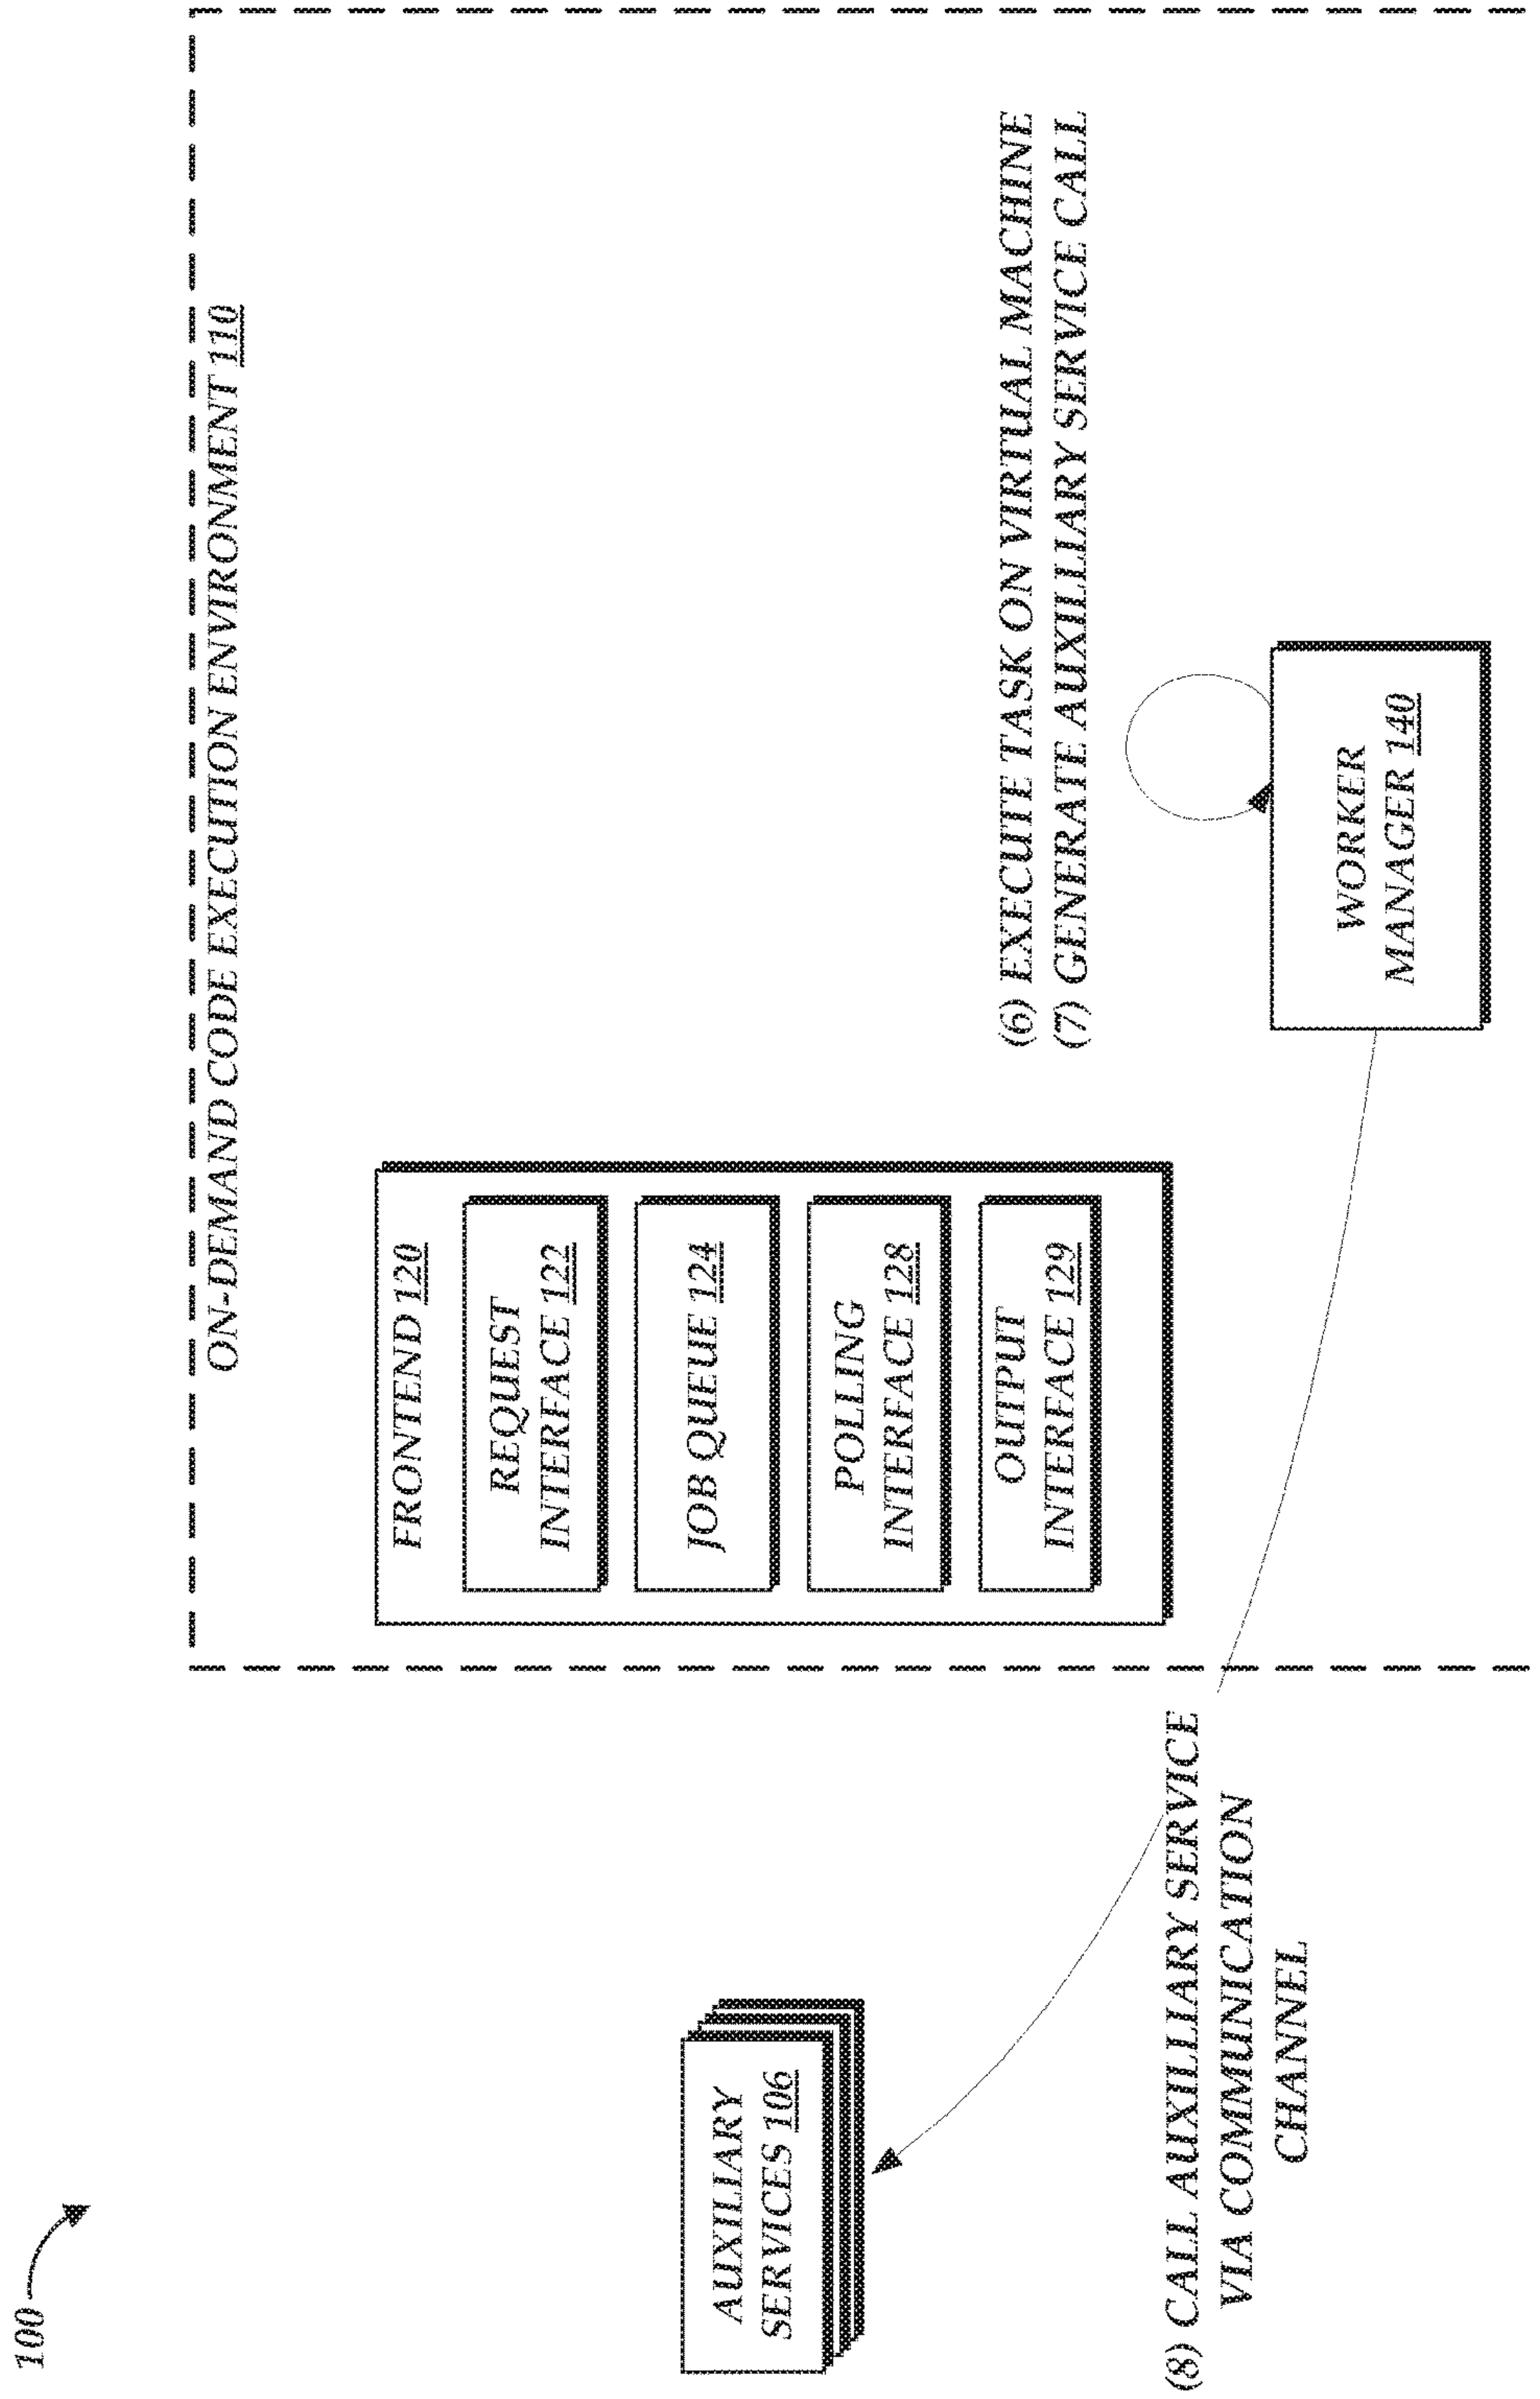 100
ON-DEMAND CODE EXECUTION ENVIRONMENT 110
FRONTEND 120
REQUEST
INTERFACE 122
JOB QUEUE 124
POLLING
INTERFACE 128
OUTPUT
INTERFACE 129
AUXILIARY
SERVICES 106
(6) EXECUTE TASK ON VIRTUAL MACHINE
(7) GENERATE AUXILLIARY SERVICE CALL
(8) CALL AUXILLIARY SERVICE
VIA COMMUNICATION
CHANNEL
WORKER
MANAGER 140